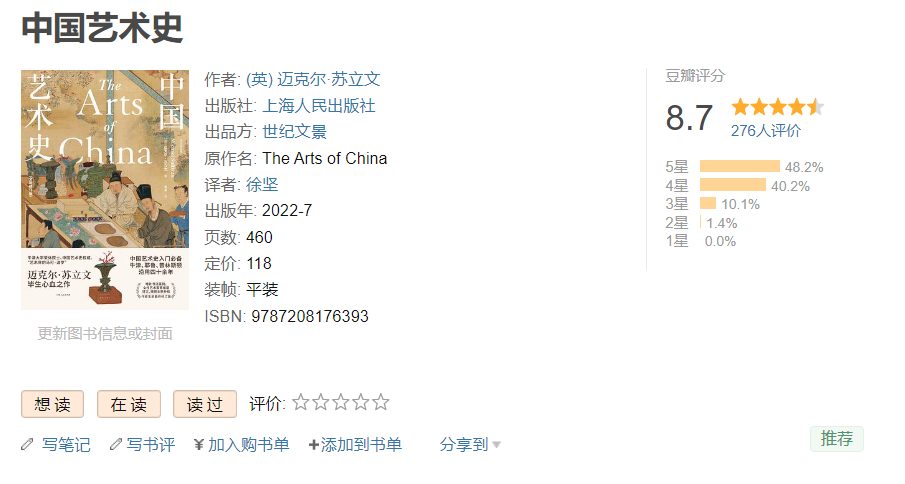 中国艺术史
中国
艺术史
The
Arts
of
China
迈克尔·苏立文
毕生心血之作
中国艺术史入门必备
牛津、耶鲁、普林斯顿
沿用四十余年
更新图书信息或封面
作者: (英) 迈克尔·苏立文
出版社: 上海人民出版社
出品方: 世纪文景
原作名: The Arts of China
译者: 徐坚
出版年: 2022-7
页数: 460
定价: 118
装帧: 平装
ISBN: 9787208176393
豆瓣评分
8.7
276人评价
5星 48.2%
4星 40.2%
3星 10.1%
2星 1.4%
1星 0.0%
想读 在读 读过 评价:
写笔记 写书评 ¥ 加入购书单 +添加到书单 分享到
推荐